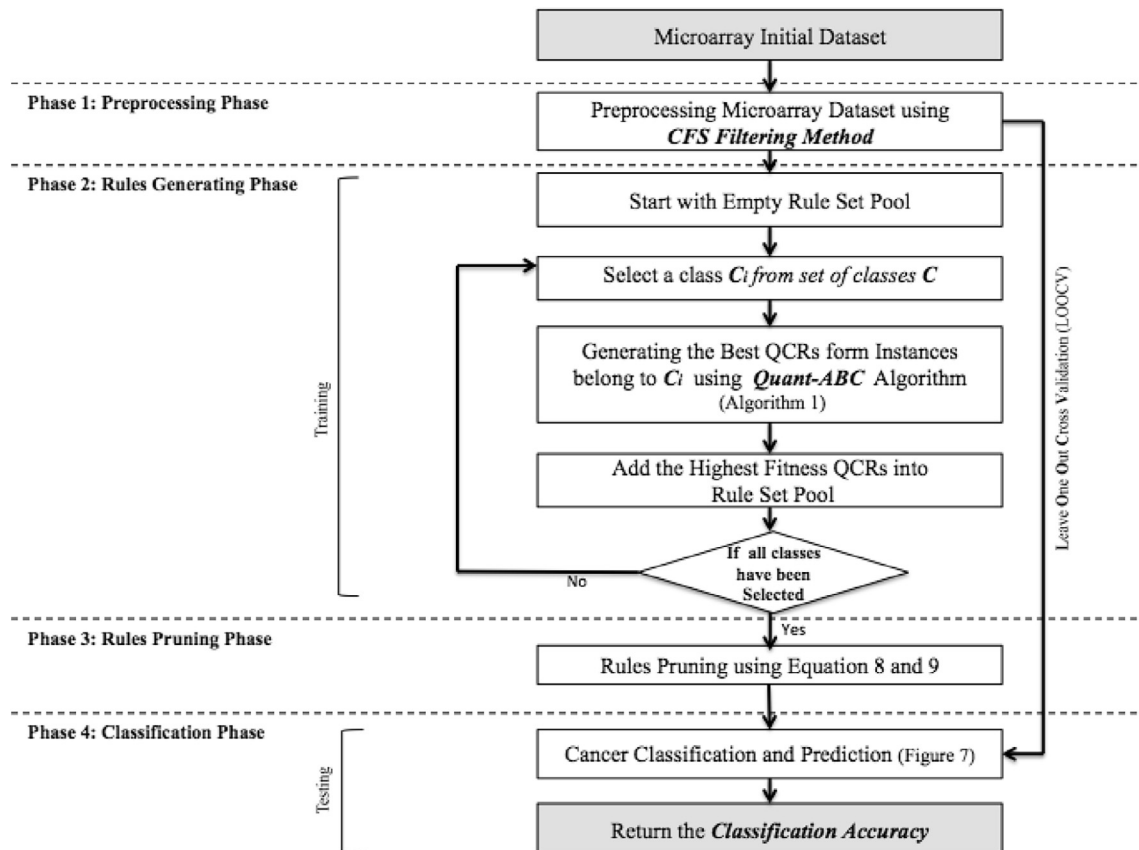 Microarray Initial Dataset
Phase 1: Preprocessing Phase
Preprocessing Microarray Dataset using
CFS Filtering Method
Phase 2: Rules Generating Phase
Start with Empty Rule Set Pool
Select a class Ci from set of classes C
Generating the Best QCRs form Instances
belong to Ci using Quant-ABC Algorithm
(Algorithm 1)
Add the Highest Fitness QCRs into
Rule Set Pool
If all classes
have been
Selected
No
Yes
Training
Leave One Out Cross Validation (LOOCV)
Phase 3: Rules Pruning Phase
Rules Pruning using Equation 8 and 9
Phase 4: Classification Phase
Cancer Classification and Prediction (Figure 7)
Testing
Return the Classification Accuracy